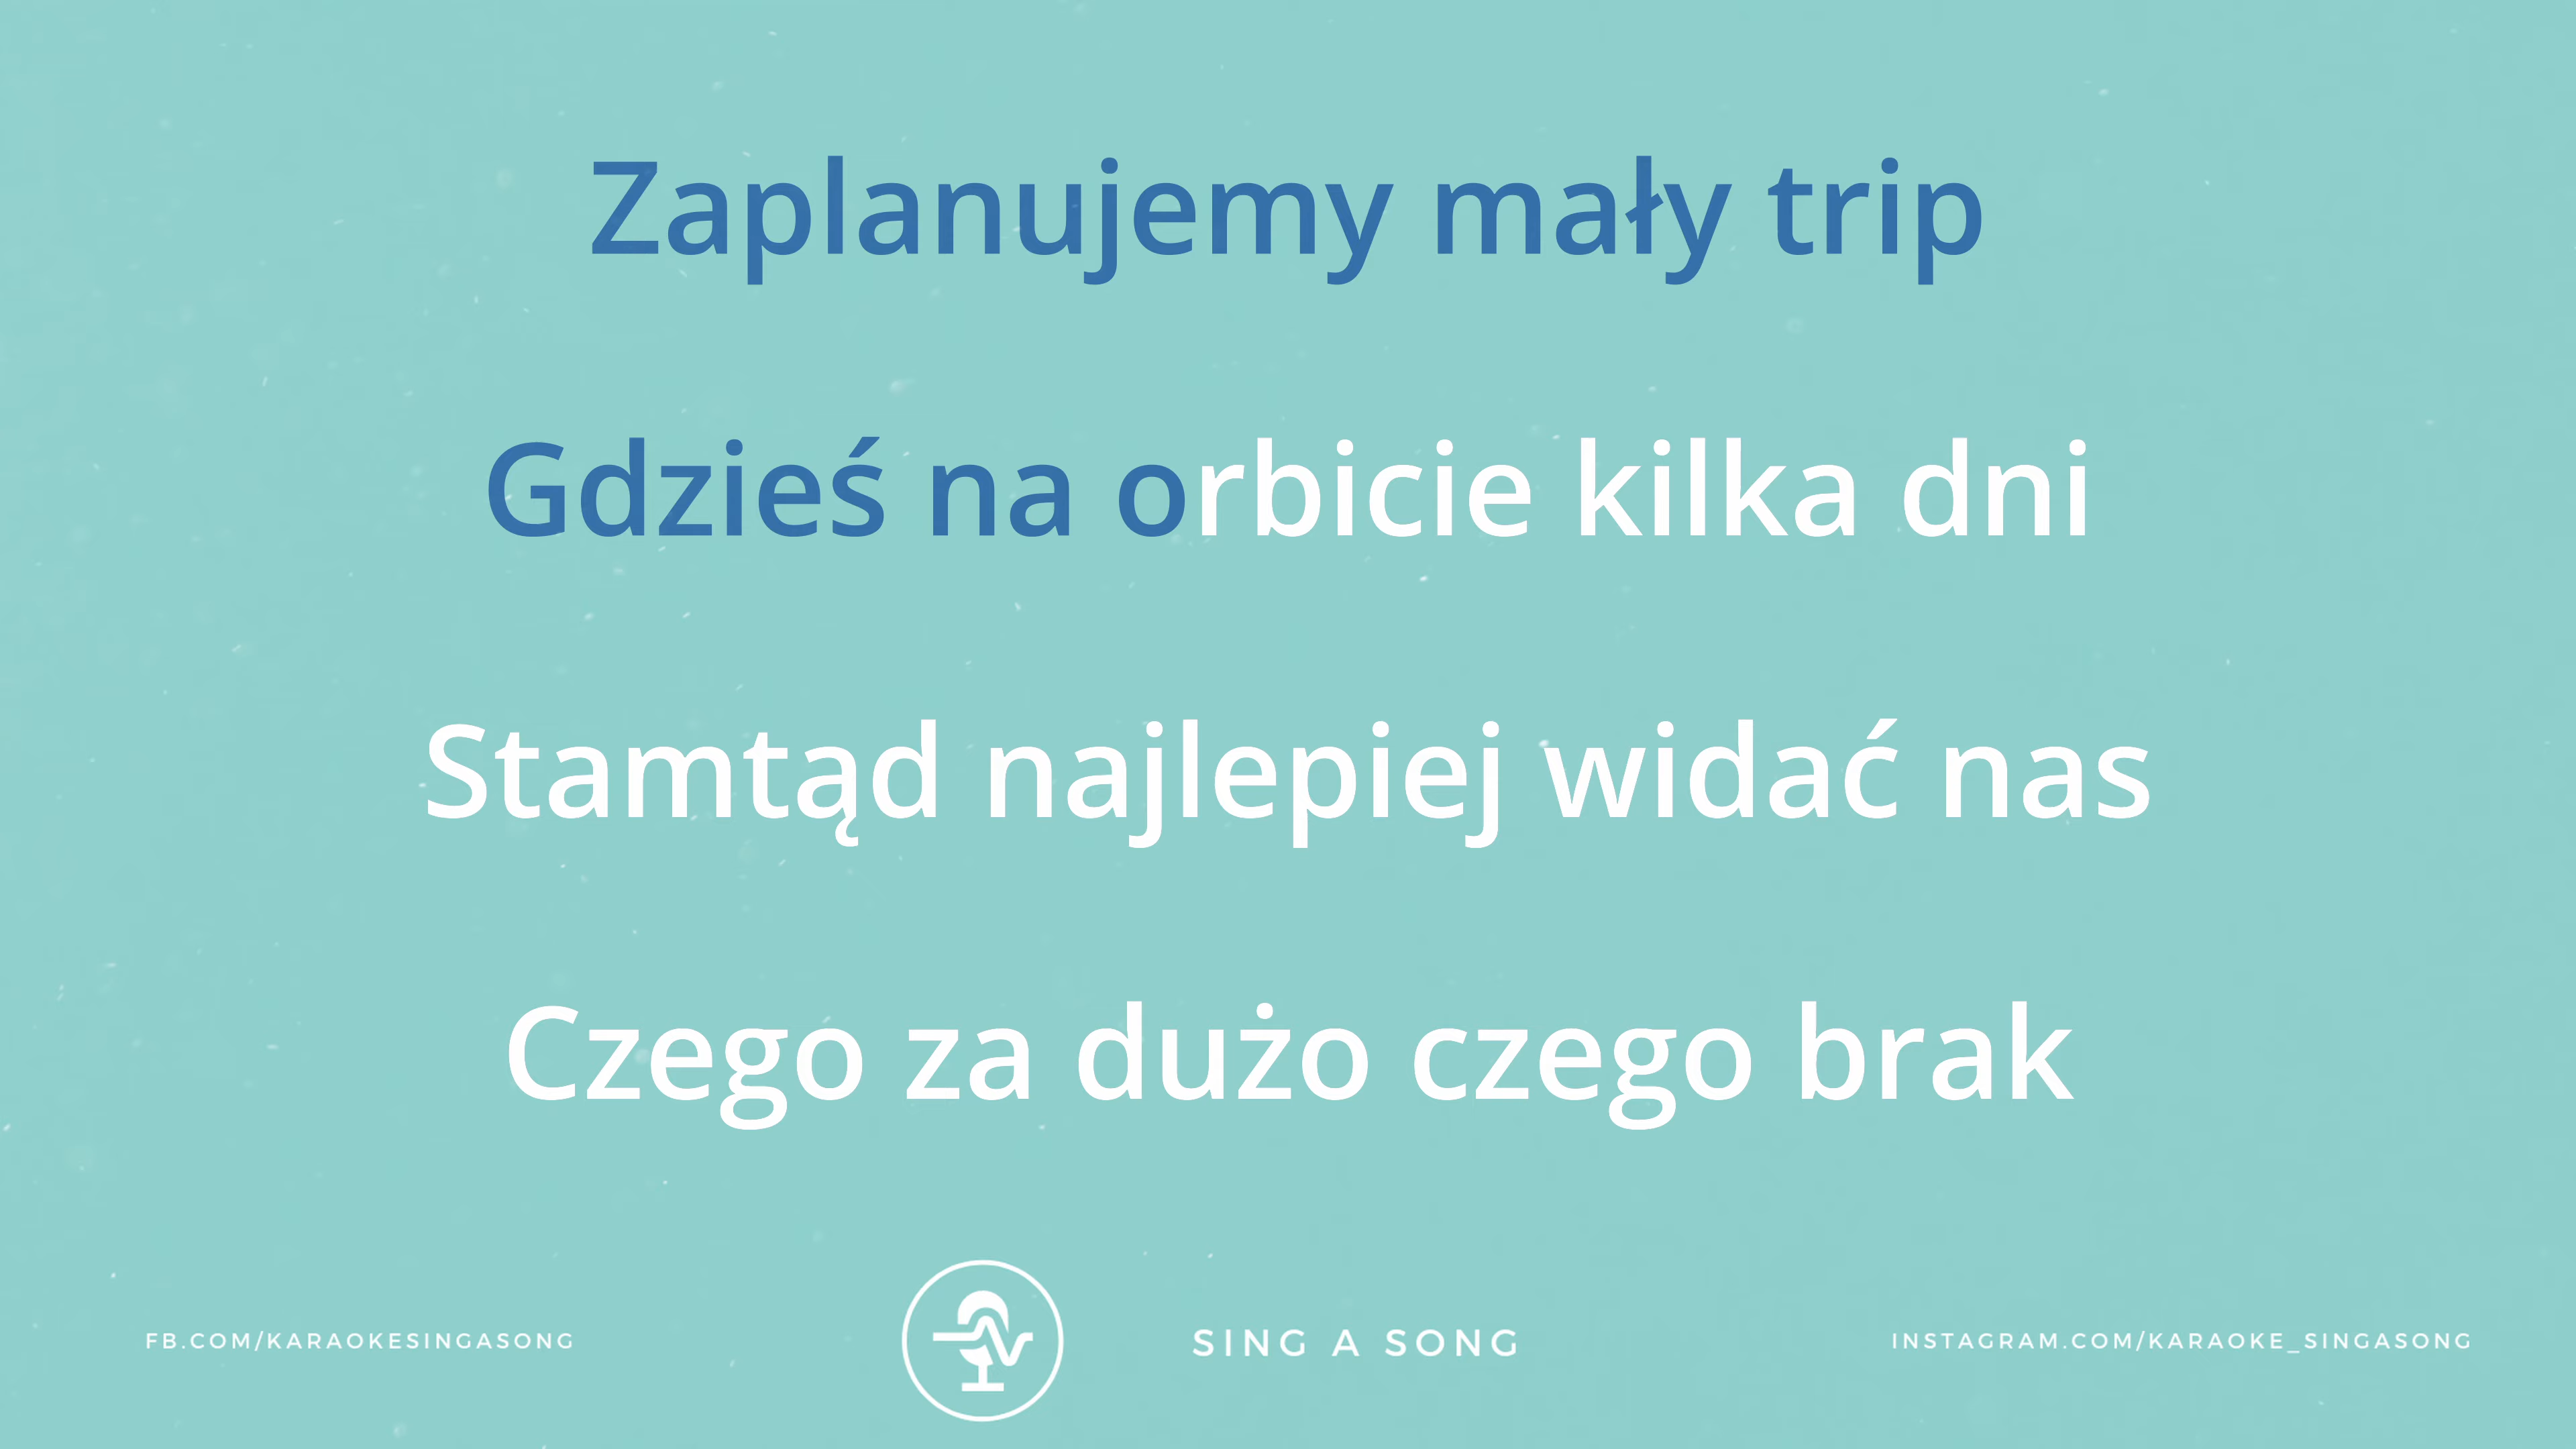 Zaplanujemy mały trip
Gdzieś na orbicie kilka dni
Stamtąd najlepiej widać nas
Czego za dużo czego brak
FB.COM/KARAOKESINGASONG
SING A SONG
INSTAGRAM.COM/KARAOKE_SINGASONG